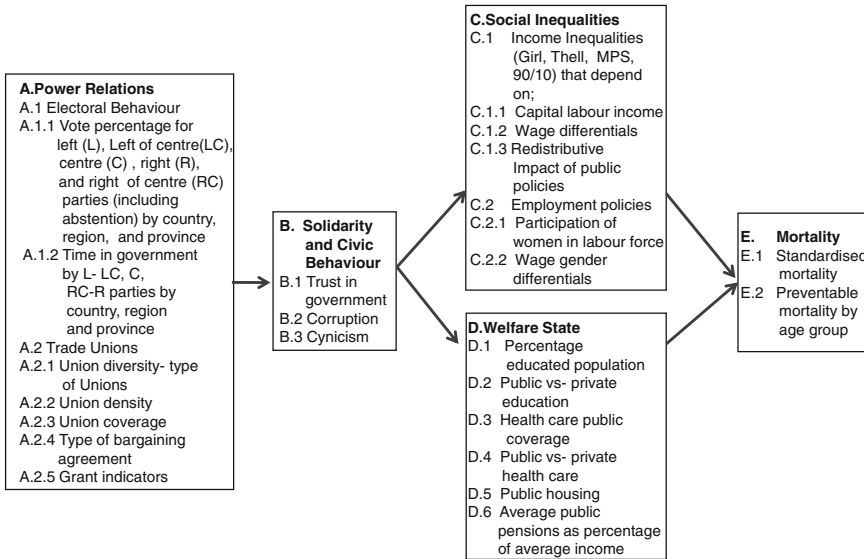 A.Power Relations
A.1 Electoral Behaviour
A.1.1 Vote percentage for
left (L), Left of centre(LC),
centre (C) , right (R),
and right of centre (RC)
parties (including
abstention) by country,
region, and province
A.1.2 Time in government
by L- LC, C,
RC-R parties by
country, region
and province
A.2 Trade Unions
A.2.1 Union diversity- type
of Unions
A.2.2 Union density
A.2.3 Union coverage
A.2.4 Type of bargaining
agreement
A.2.5 Grant indicators
B. Solidarity
and Civic
Behaviour
B.1 Trust in
government
B.2 Corruption
B.3 Cynicism
C.Social Inequalities
C.1 Income Inequalities
(Girl, Thell, MPS,
90/10) that depend
on;
C.1.1 Capital labour income
C.1.2 Wage differentials
C.1.3 Redistributive
Impact of public
policies
C.2 Employment policies
C.2.1 Participation of
women in labour force
C.2.2 Wage gender
differentials
D.Welfare State
D.1 Percentage
educated population
D.2 Public vs- private
education
D.3 Health care public
coverage
D.4 Public vs- private
health care
D.5 Public housing
D.6 Average public
pensions as percentage
of average income
E. Mortality
E.1 Standardised
mortality
E.2 Preventable
mortality by
age group